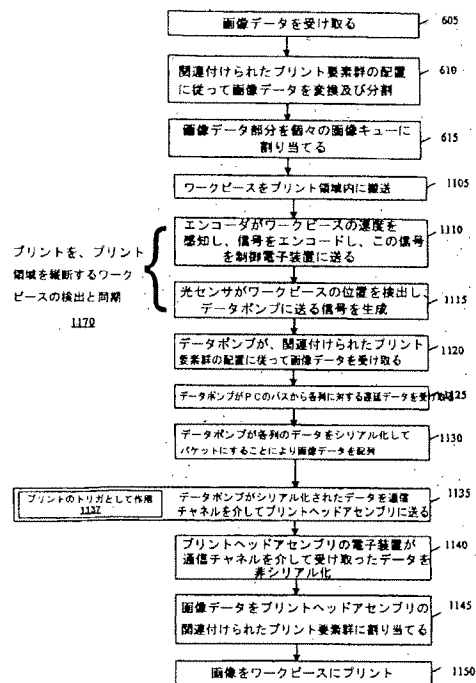 画像データを受け取る
605
関連付けられたプリント要素群の配置
に従って画像データを変換及び分割
610
画像データ部分を個々の画像キューに
割り当てる
615
ワークピースをプリント領域内に搬送
1105
エンコーダがワークピースの速度を
感知し、信号をエンコードし、この信号
を制御電子装置に送る
1110
プリントを、プリント
領域を縦断するワーク
ピースの検出と同期
1170
光センサがワークピースの位置を検出し、
データポンプに送る信号を生成
1115
データポンプが、関連付けられたプリント
要素群の配置に従って画像データを受け取る
1120
データポンプがPCのバスから各列に対する遅延データを受け取る
1125
データポンプが各列のデータをシリアル化して
パケットにすることにより画像データを配列
1130
プリントのトリガとして作用
1137
データポンプがシリアル化されたデータを通信
チャネルを介してプリントヘッドアセンブリに送る
1135
プリントヘッドアセンブリの電子装置が
通信チャネルを介して受け取ったデータを
非シリアル化
1140
画像データをプリントヘッドアセンブリの
関連付けられたプリント要素群に割り当てる
1145
画像をワークピースにプリント
1150